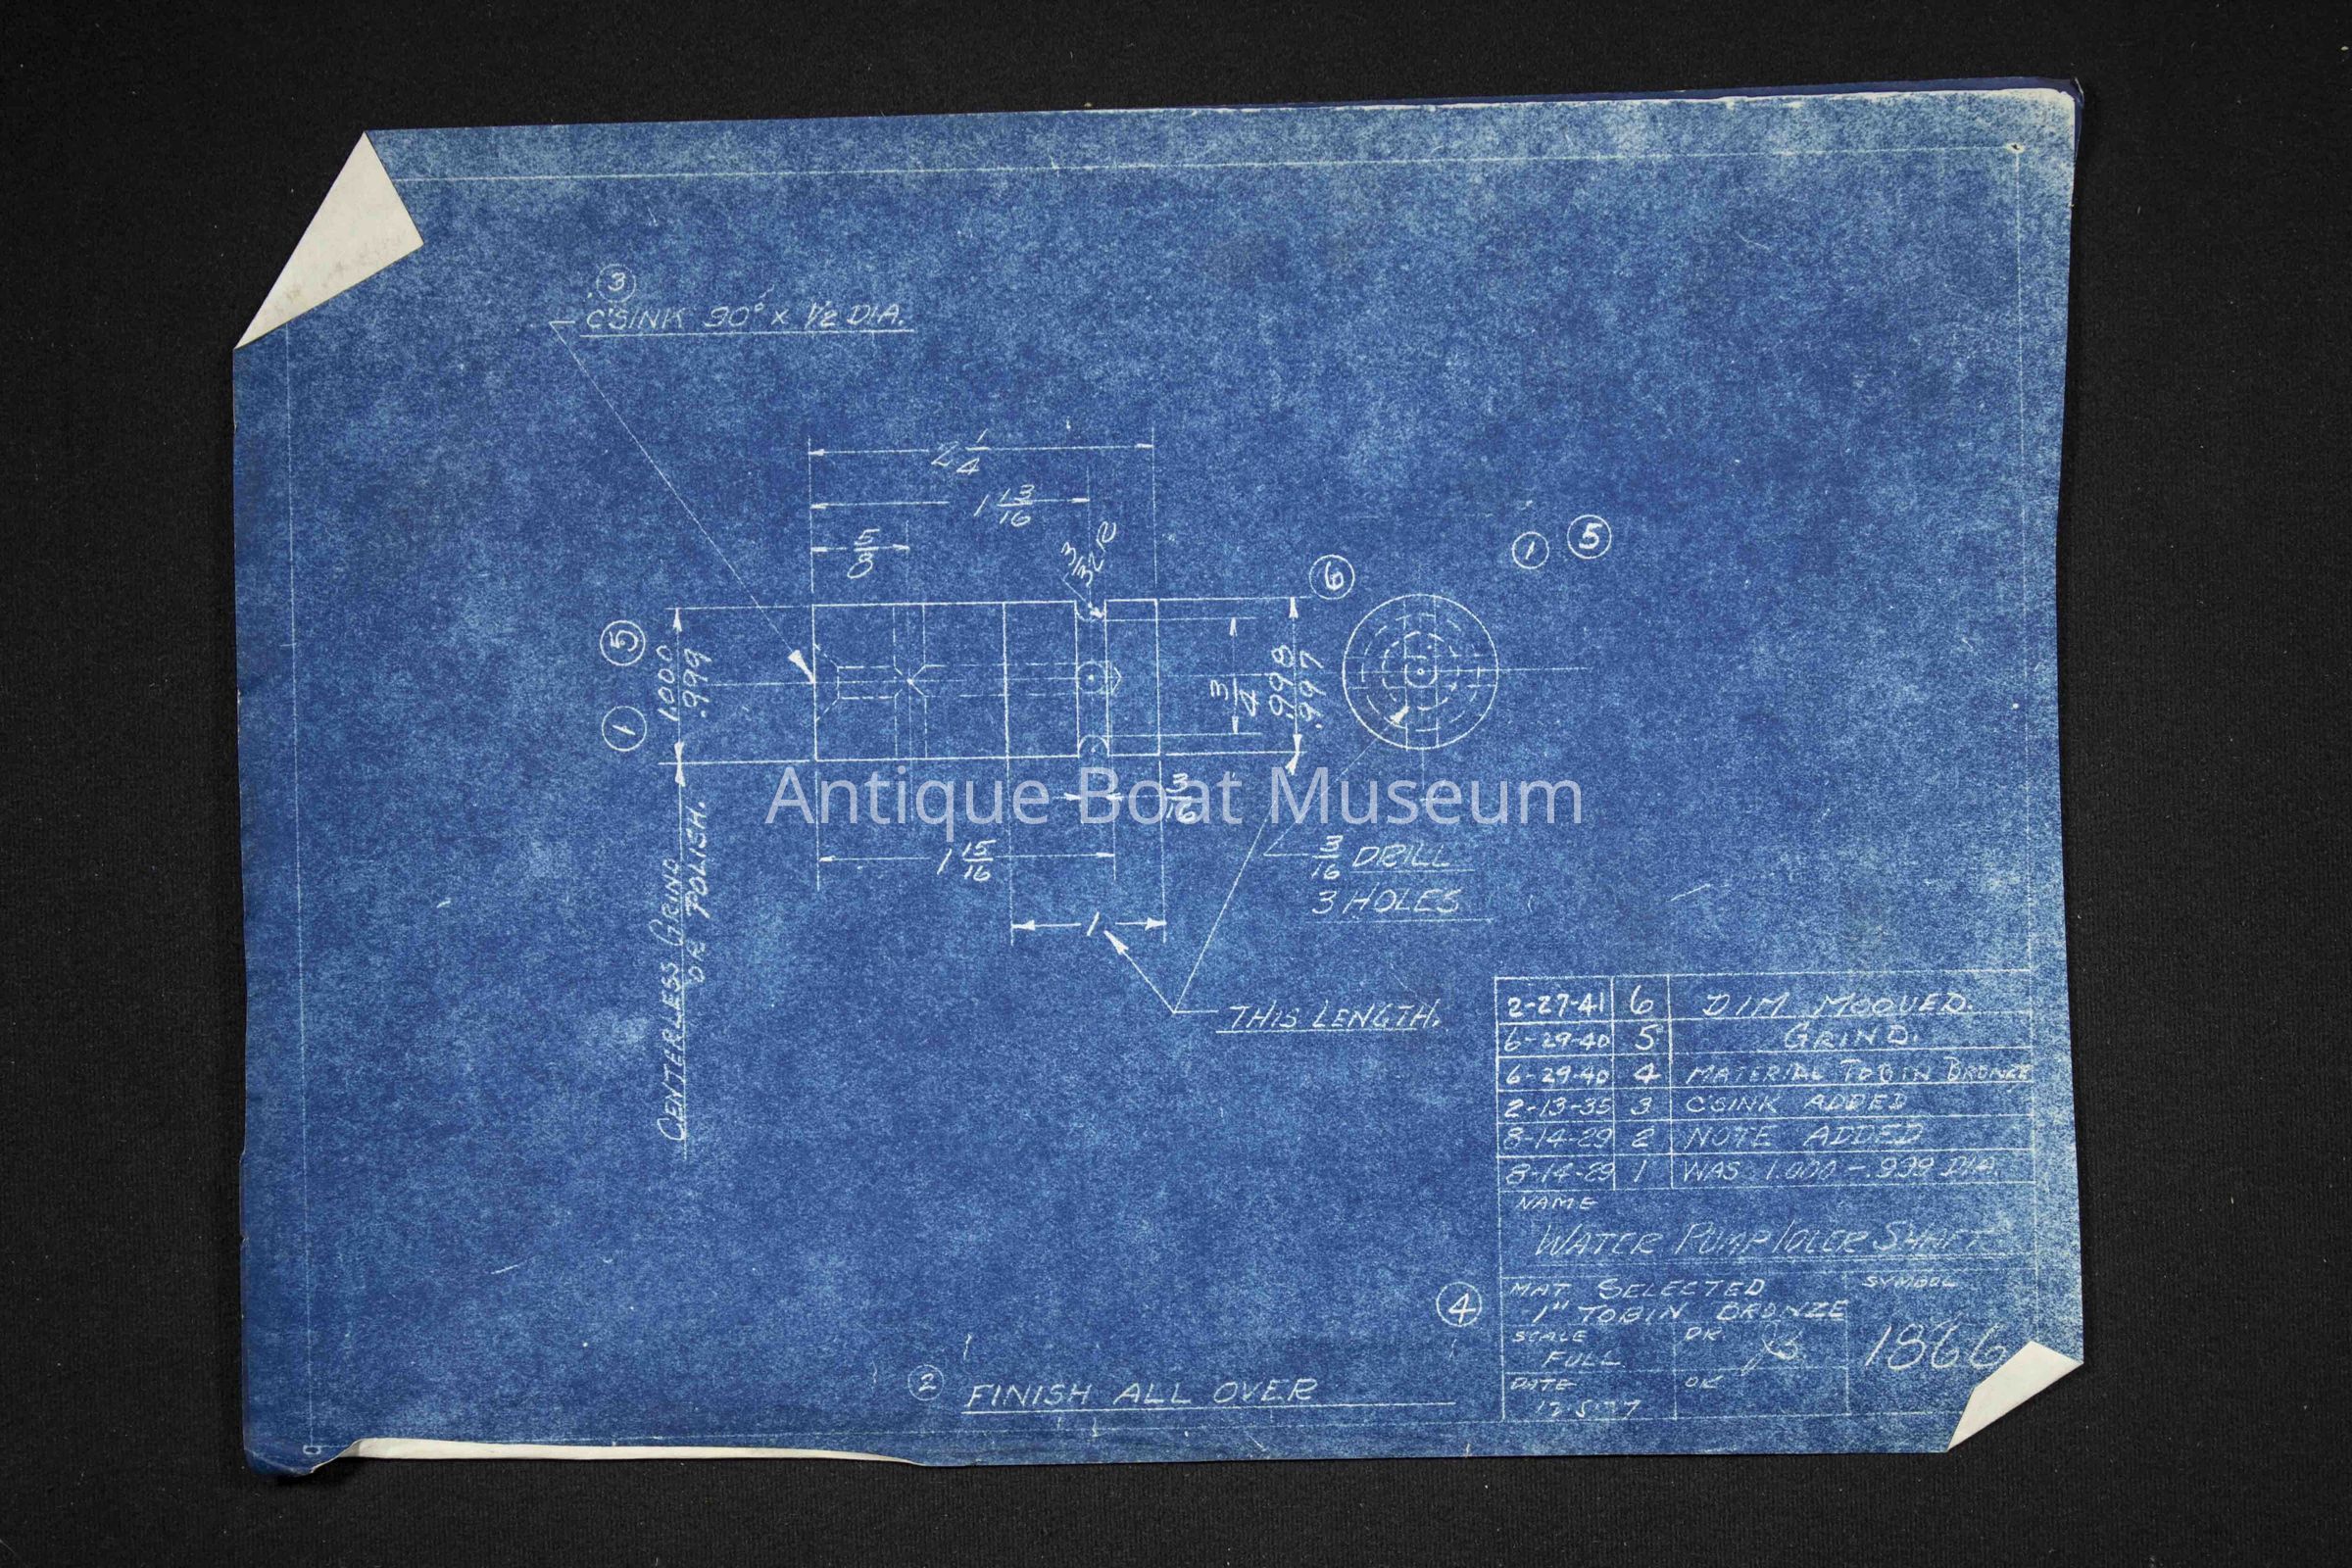 3
C'SINK 30° x 1/2 DIA.
2 1/4
1 13/16
5/8
3/32 R
6
1 5
1 5
1.000
.999
3/4
.998
.997
CENTERLESS GRIND
OR POLISH.
Antique Boat Museum
3/16
1 15/16
3/16 DRILL
3 HOLES
1
THIS LENGTH.
2-27-41 6 DIM MOOVED.
6-29-40 5 GRIND.
6-29-40 4 MATERIAL TOBIN BRONZE
2-13-35 3 C'SINK ADDED
8-14-29 2 NOTE ADDED
8-14-29 1 WAS 1.000 - .999 DIA.
NAME
WATER PUMP IDLER SHAFT
4
MAT. SELECTED
1" TOBIN BRONZE
SYMBOL
SCALE
FULL
DR.
1866
DATE
OK
2 FINISH ALL OVER